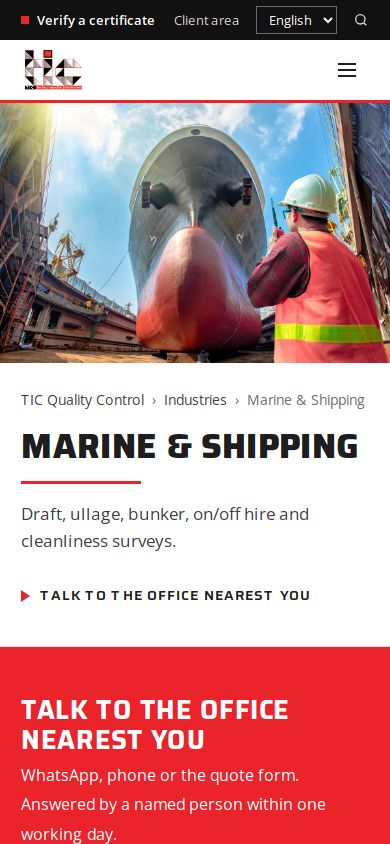 Verify a certificate Client area English
tic
TIC Quality Control › Industries › Marine & Shipping
MARINE & SHIPPING
Draft, ullage, bunker, on/off hire and
cleanliness surveys.
TALK TO THE OFFICE NEAREST YOU
TALK TO THE OFFICE
NEAREST YOU
WhatsApp, phone or the quote form.
Answered by a named person within one
working day.